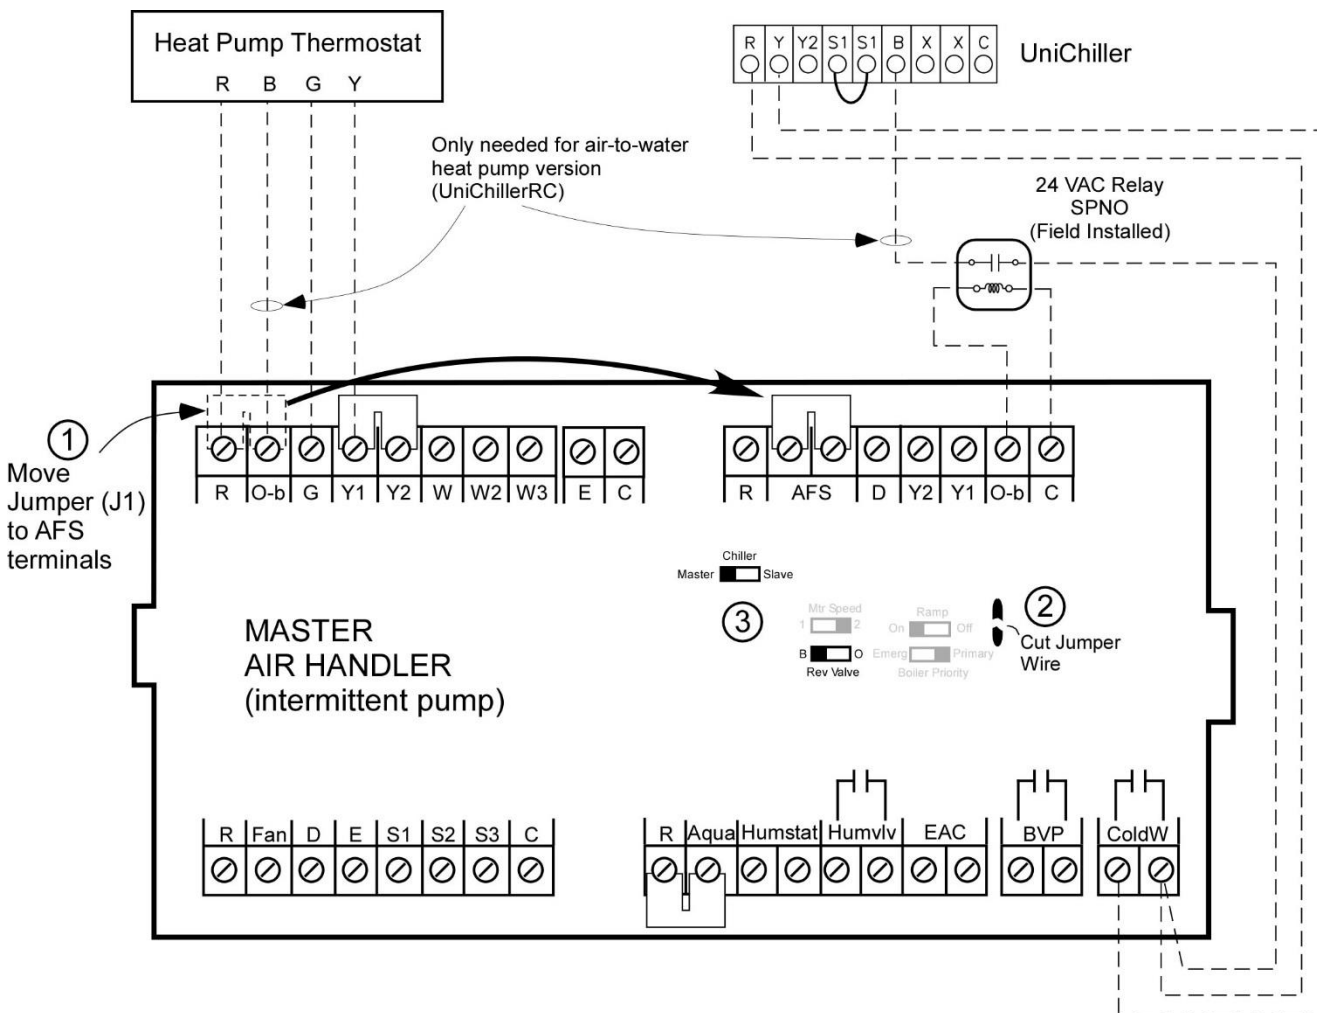 Heat Pump Thermostat
R B G Y
R Y Y2 S1 S1 B X X C
UniChiller
Only needed for air-to-water
heat pump version
(UniChillerRC)
24 VAC Relay
SPNO
(Field Installed)
1
Move
Jumper (J1)
to AFS
terminals
R O-b G Y1 Y2 W W2 W3 E C
R AFS D Y2 Y1 O-b C
Chiller
Master Slave
3
Mtr Speed
1 2
Ramp
On Off
B O
Rev Valve
Emerg Primary
Boiler Priority
2
Cut Jumper
Wire
MASTER
AIR HANDLER
(intermittent pump)
R Fan D E S1 S2 S3 C
R Aqua Humstat Humvlv EAC BVP ColdW